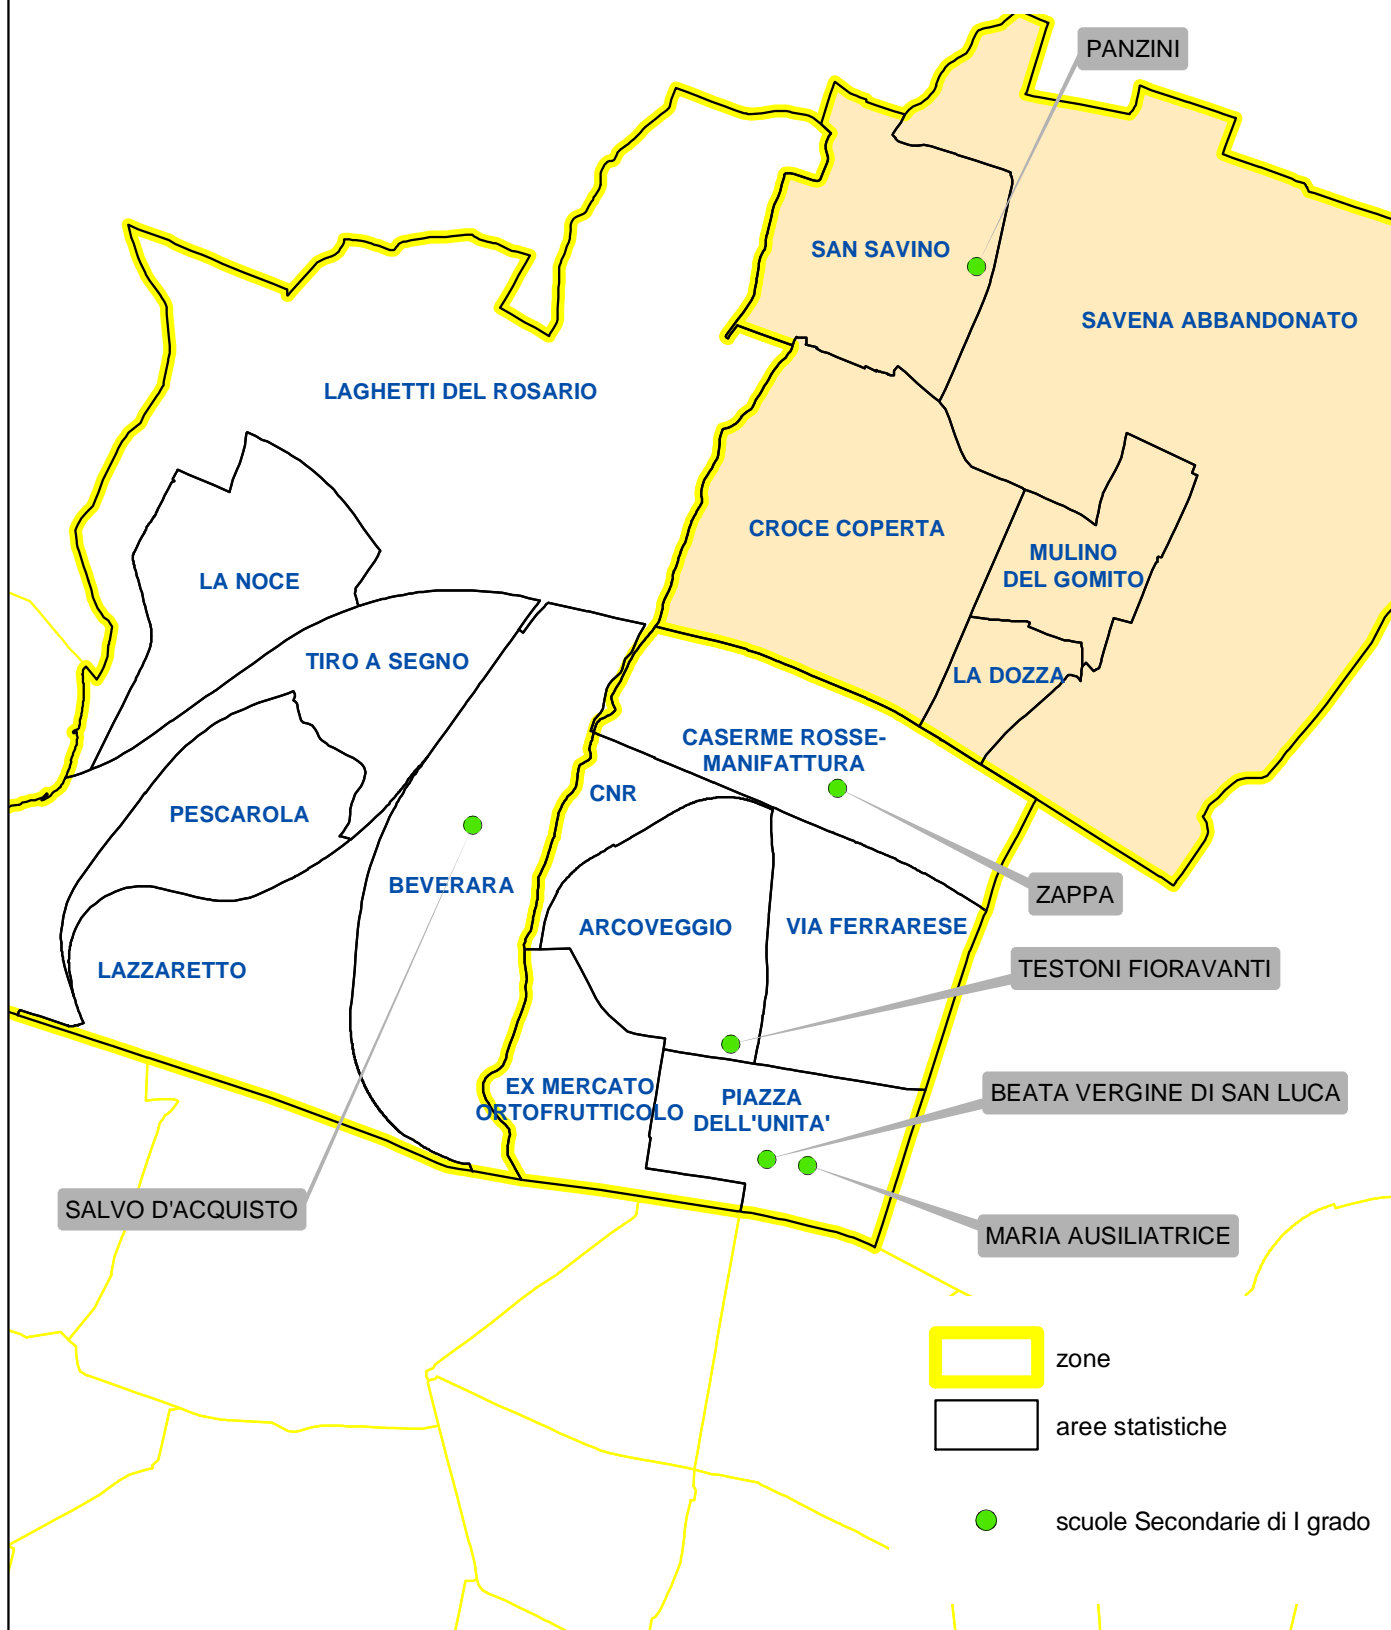 PANZINI
SAN SAVINO
SAVENA ABBANDONATO
LAGHETTI DEL ROSARIO
CROCE COPERTA
MULINO
DEL GOMITO
LA NOCE
TIRO A SEGNO
LA DOZZA
CASERME ROSSE-
MANIFATTURA
CNR
PESCAROLA
BEVERARA
ZAPPA
ARCOVEGGIO
VIA FERRARESE
LAZZARETTO
TESTONI FIORAVANTI
EX MERCATO
ORTOFRUTTICOLO
PIAZZA
DELL'UNITA'
BEATA VERGINE DI SAN LUCA
SALVO D'ACQUISTO
MARIA AUSILIATRICE
zone
aree statistiche
scuole Secondarie di I grado